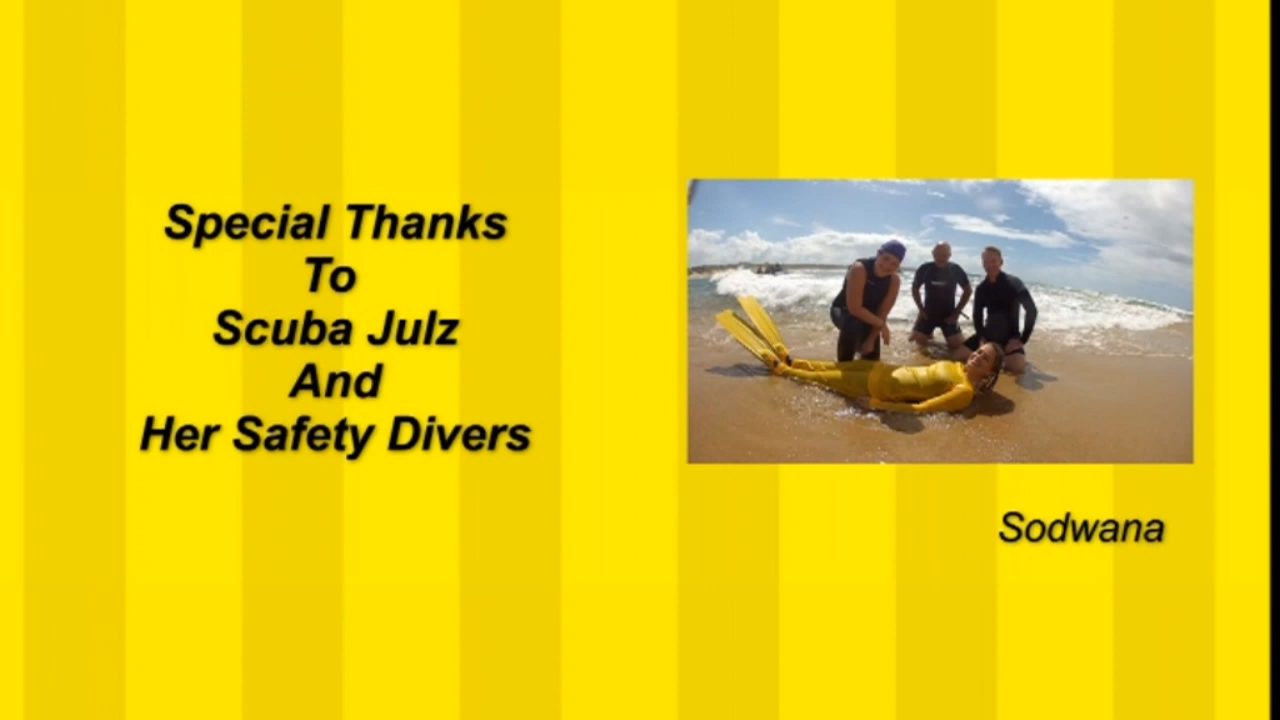 Special Thanks
To
Scuba Julz
And
Her Safety Divers
Sodwana